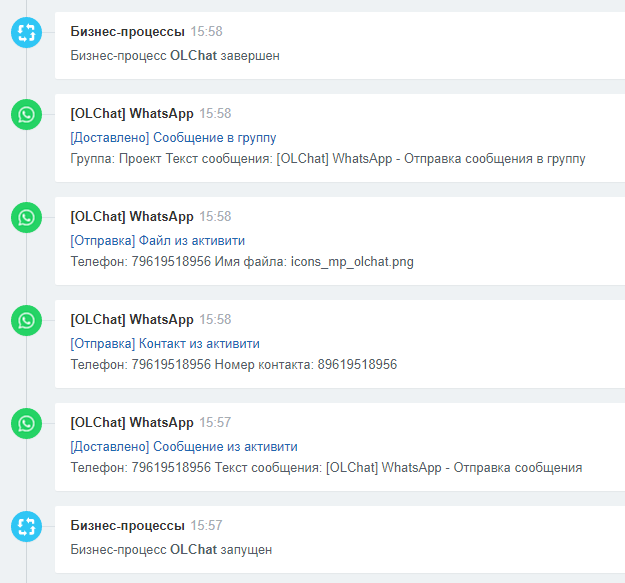 Бизнес-процессы 15:58
Бизнес-процесс OLChat завершен
[OLChat] WhatsApp 15:58
[Доставлено] Сообщение в группу
Группа: Проект Текст сообщения: [OLChat] WhatsApp - Отправка сообщения в группу
[OLChat] WhatsApp 15:58
[Отправка] Файл из активити
Телефон: 79619518956 Имя файла: icons_mp_olchat.png
[OLChat] WhatsApp 15:58
[Отправка] Контакт из активити
Телефон: 79619518956 Номер контакта: 89619518956
[OLChat] WhatsApp 15:57
[Доставлено] Сообщение из активити
Телефон: 79619518956 Текст сообщения: [OLChat] WhatsApp - Отправка сообщения
Бизнес-процессы 15:57
Бизнес-процесс OLChat запущен